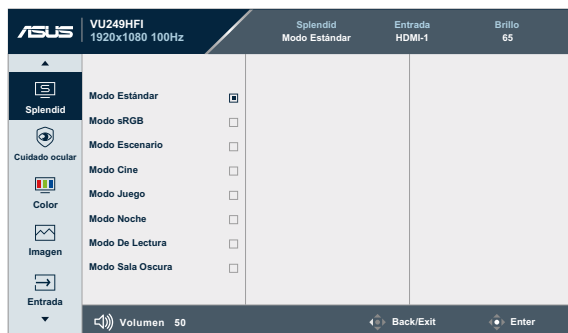 ASUS
VU249HFI
1920x1080 100Hz
Splendid
Modo Estándar
Entrada
HDMI-1
Brillo
65
Splendid
Cuidado ocular
Color
Imagen
Entrada
Modo Estándar
Modo sRGB
Modo Escenario
Modo Cine
Modo Juego
Modo Noche
Modo De Lectura
Modo Sala Oscura
Volumen 50
Back/Exit
Enter